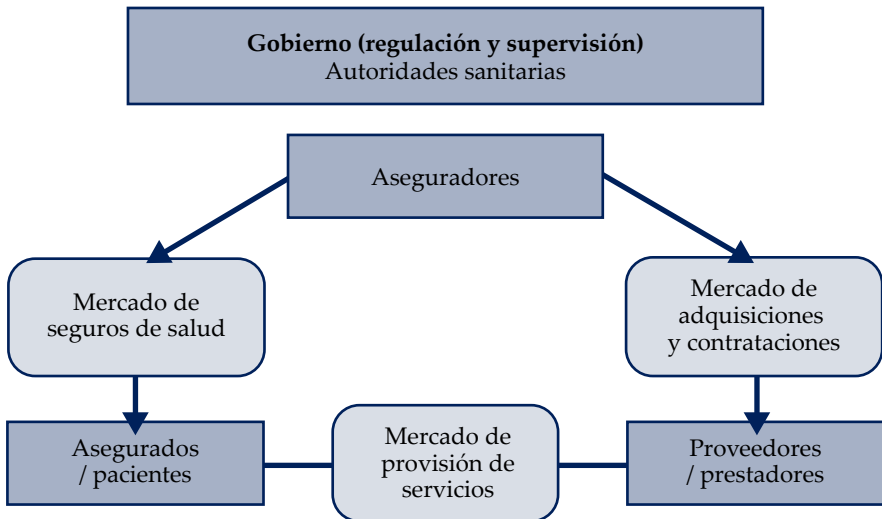 Gobierno (regulación y supervisión)
Autoridades sanitarias
Aseguradores
Mercado de
seguros de salud
Mercado de
adquisiciones
y contrataciones
Asegurados
/ pacientes
Mercado de
provisión de
servicios
Proveedores
/ prestadores